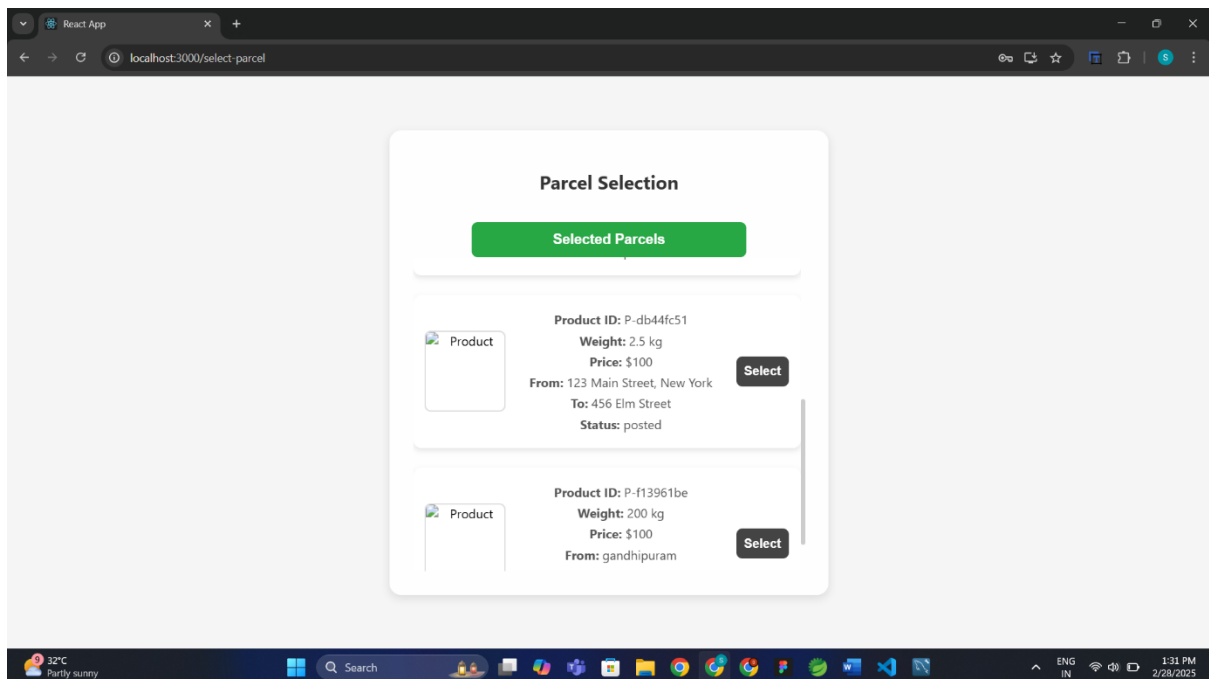 React App
localhost:3000/select-parcel
S
Parcel Selection
Selected Parcels
Product
Product ID: P-db44fc51
Weight: 2.5 kg
Price: $100
From: 123 Main Street, New York
To: 456 Elm Street
Status: posted
Select
Product
Product ID: P-f13961be
Weight: 200 kg
Price: $100
From: gandhipuram
Select
9
32°C
Partly sunny
Search
ENG
IN
1:31 PM
2/28/2025